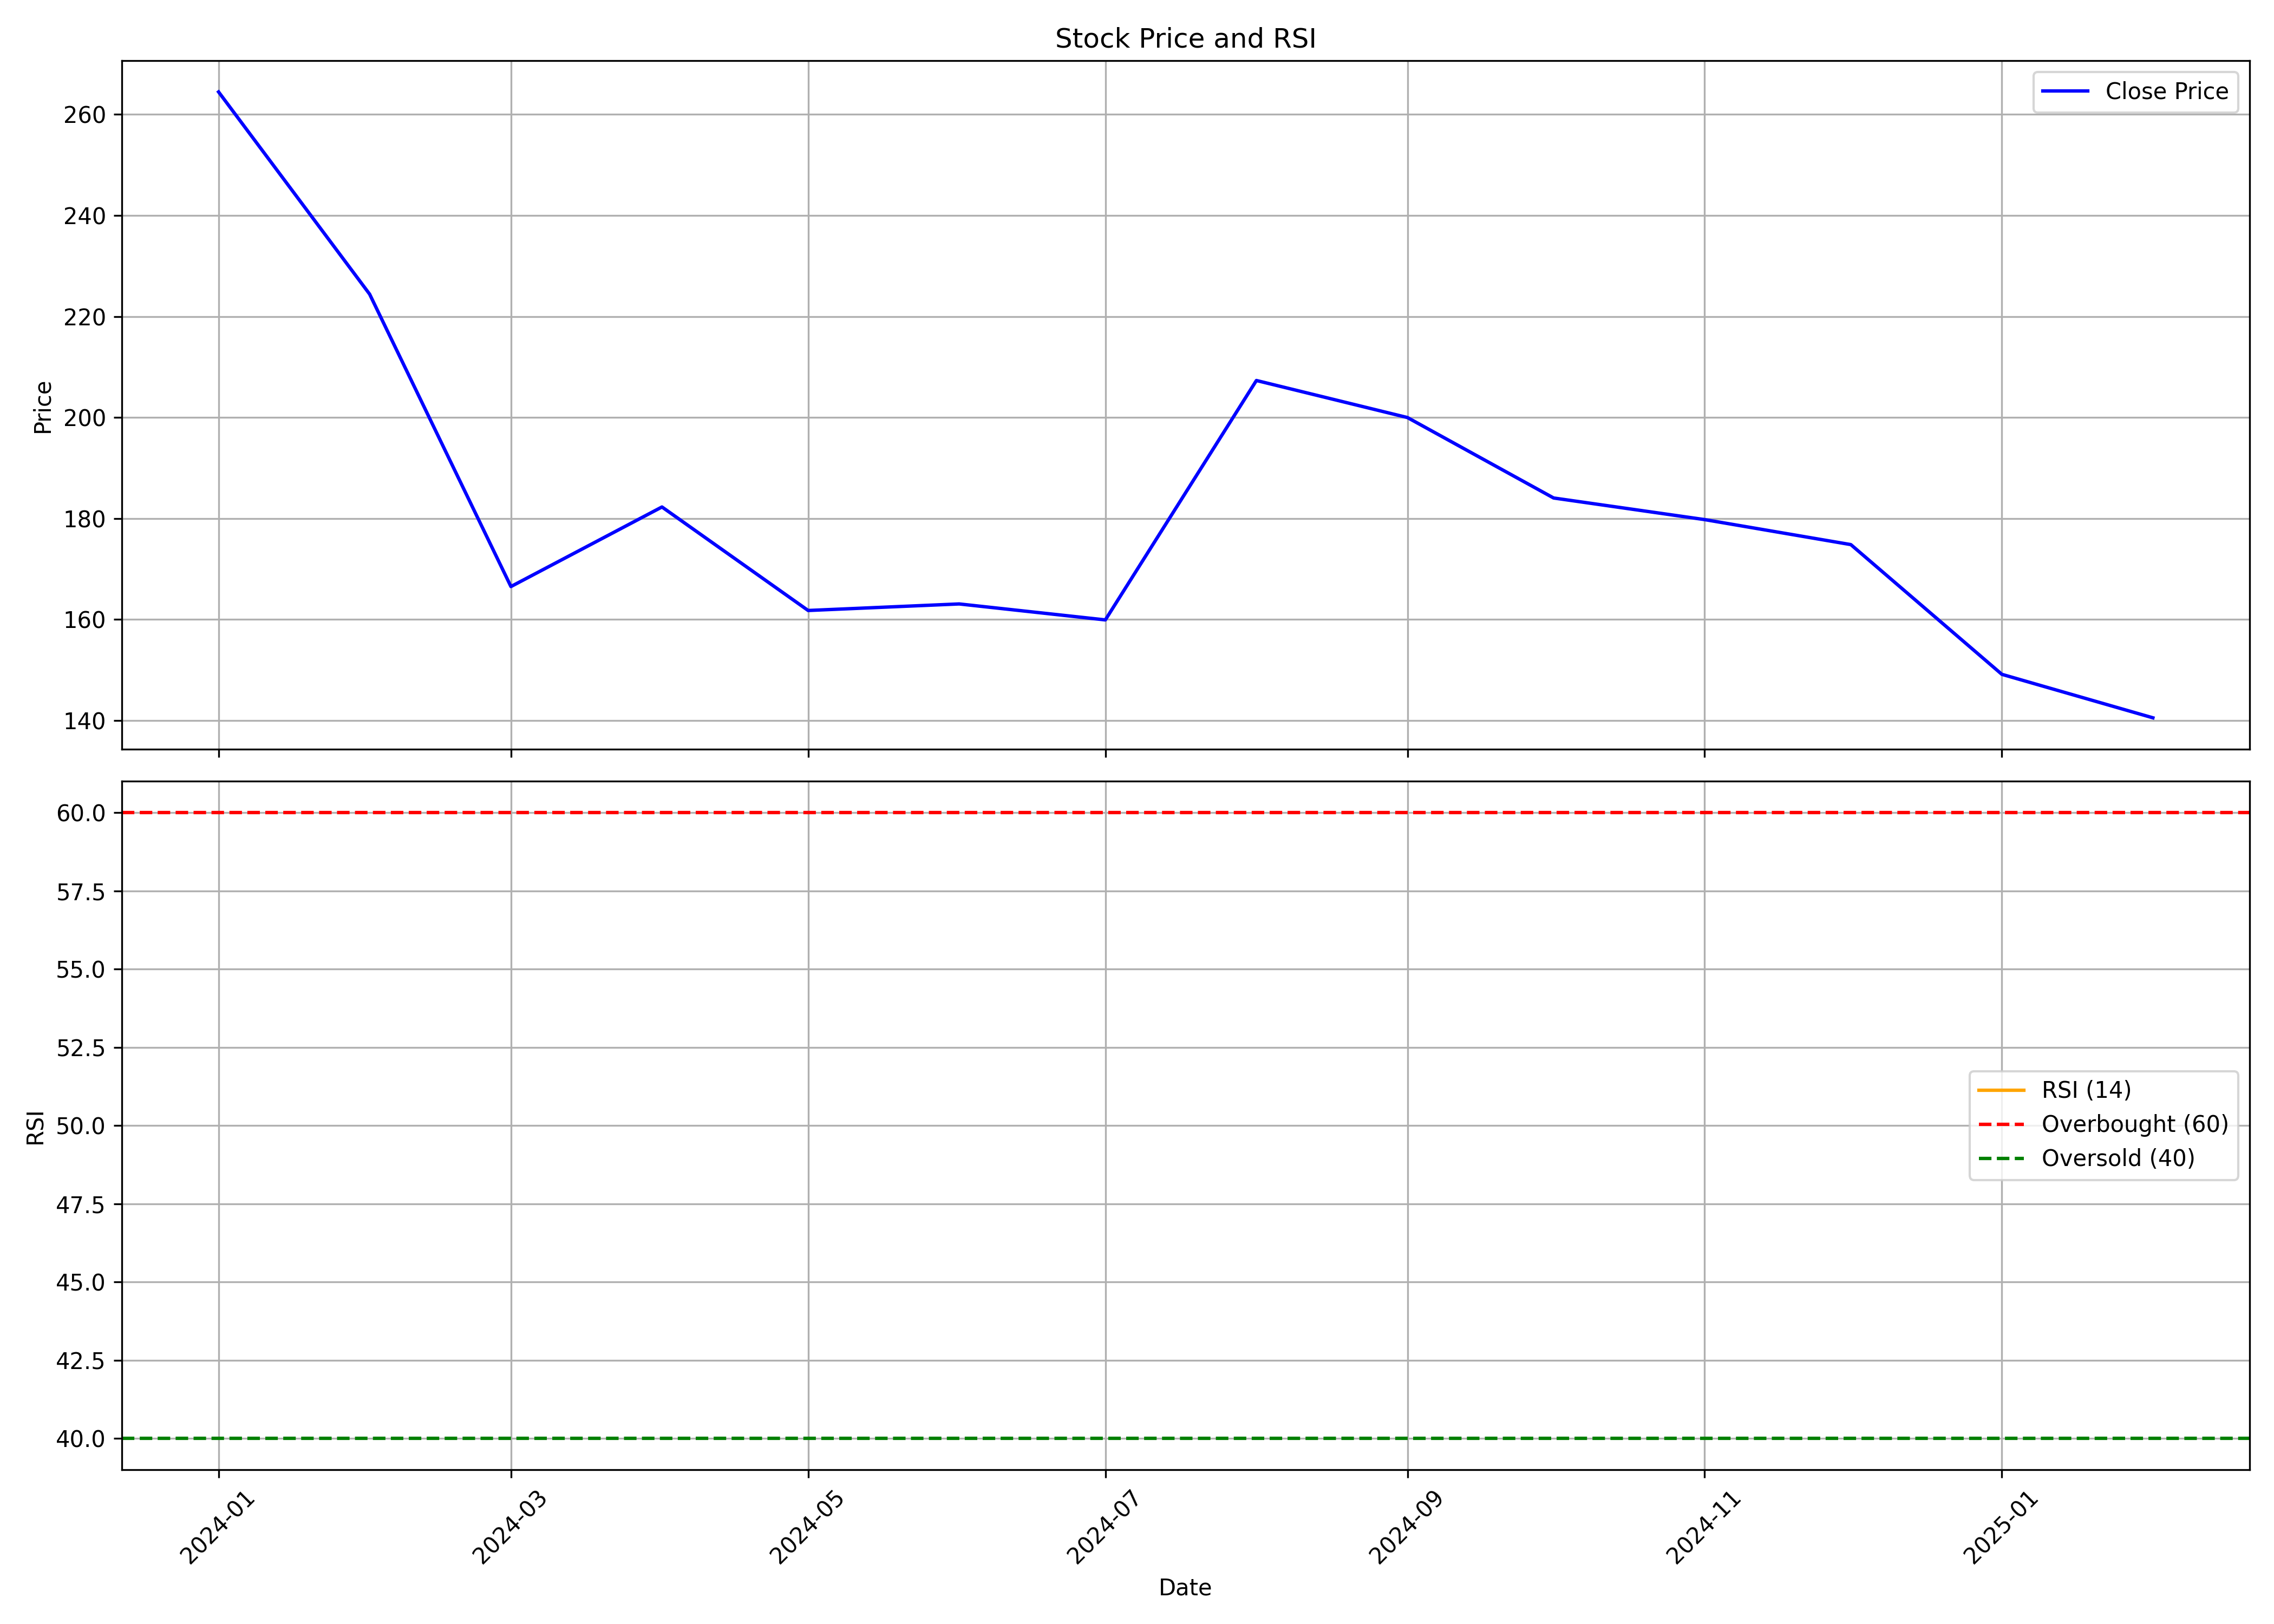 Stock Price and RSI
Close Price
Price
260
240
220
200
180
160
140
RSI
60.0
57.5
55.0
52.5
50.0
47.5
45.0
42.5
40.0
RSI (14)
Overbought (60)
Oversold (40)
2024-01
2024-03
2024-05
2024-07
2024-09
2024-11
2025-01
Date